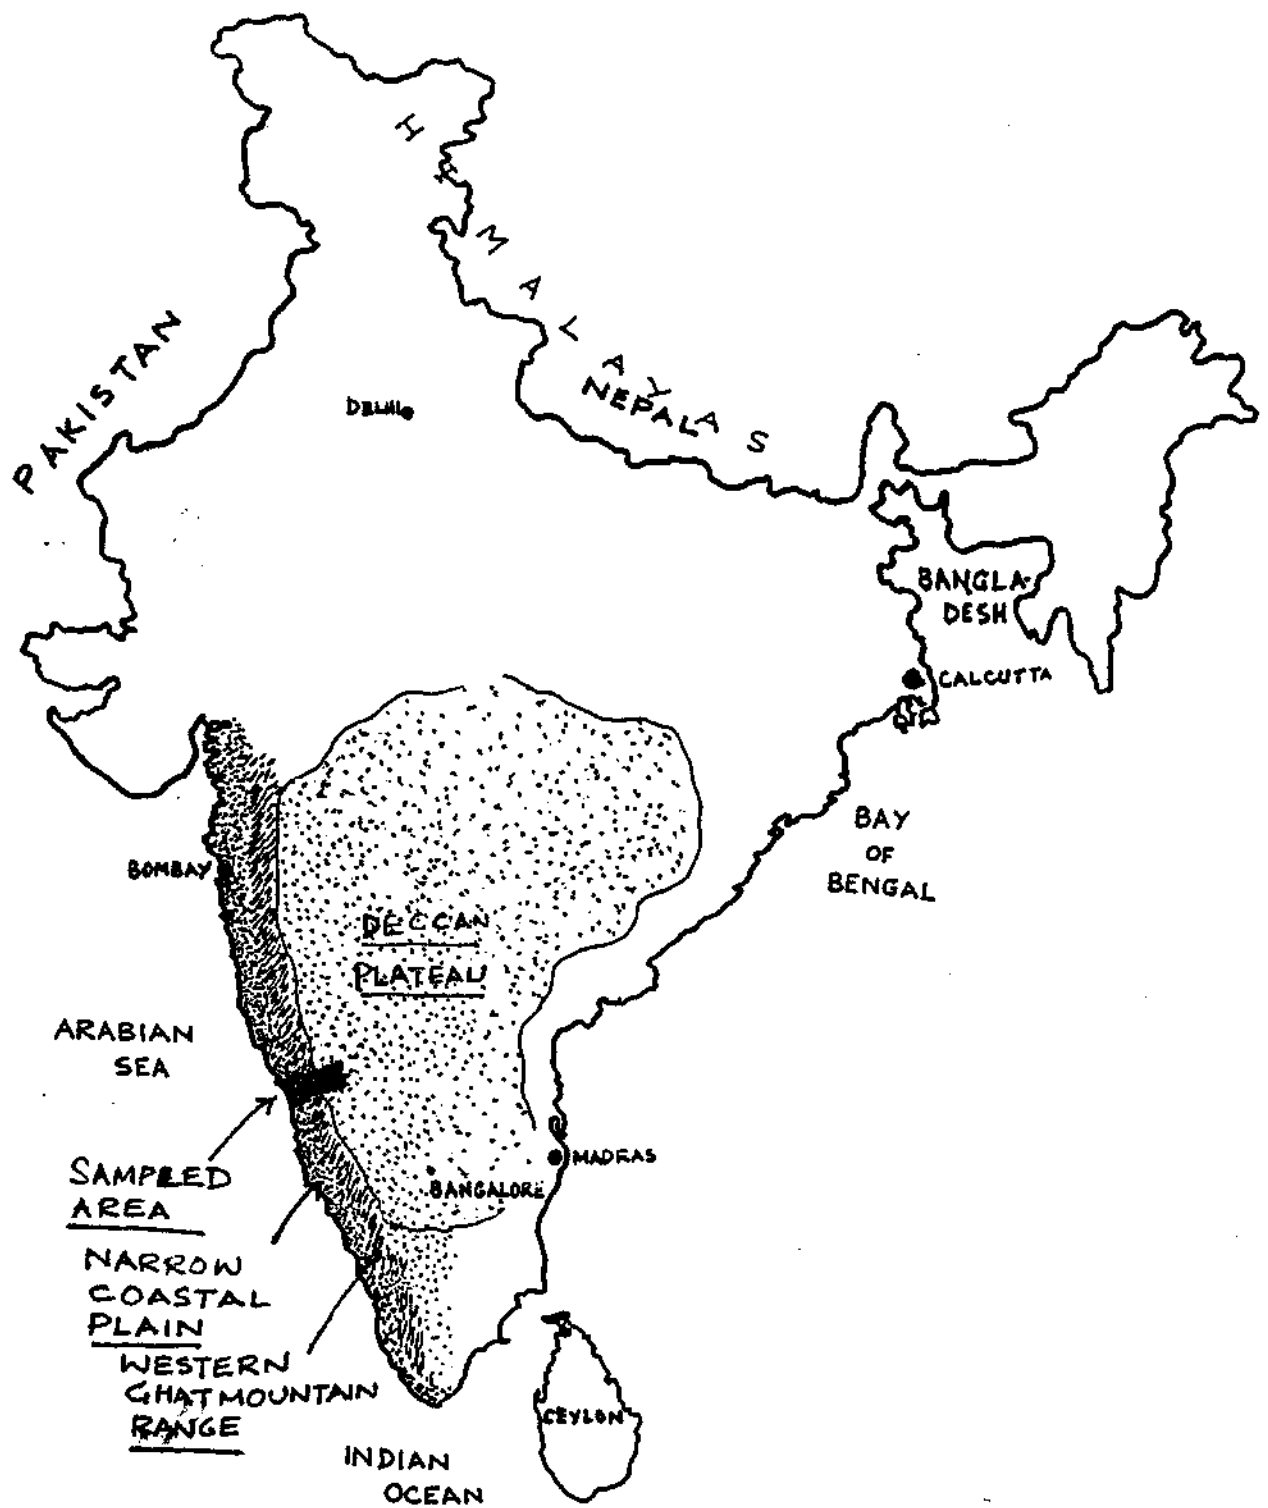 HIMALAYAS
PAKISTAN
NEPAL
DELHI
BANGLA-
DESH
CALCUTTA
BAY
OF
BENGAL
BOMBAY
DECCAN
PLATEAU
ARABIAN
SEA
SAMPLED
AREA
MADRAS
BANGALORE
NARROW
COASTAL
PLAIN
WESTERN
GHAT MOUNTAIN
RANGE
CEYLON
INDIAN
OCEAN